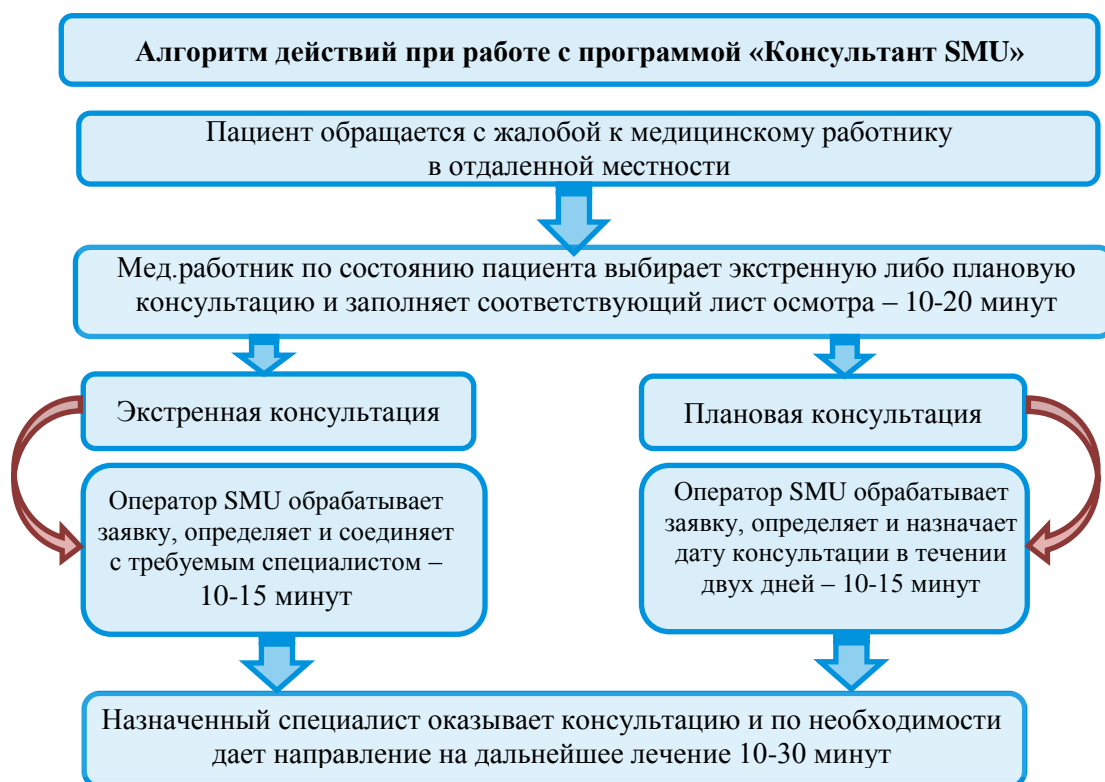 Алгоритм действий при работе с программой «Консультант SMU»
Пациент обращается с жалобой к медицинскому работнику
в отдаленной местности
Мед.работник по состоянию пациента выбирает экстренную либо плановую
консультацию и заполняет соответствующий лист осмотра – 10-20 минут
Экстренная консультация
Плановая консультация
Оператор SMU обрабатывает
заявку, определяет и соединяет
с требуемым специалистом –
10-15 минут
Оператор SMU обрабатывает
заявку, определяет и назначает
дату консультации в течении
двух дней – 10-15 минут
Назначенный специалист оказывает консультацию и по необходимости
дает направление на дальнейшее лечение 10-30 минут